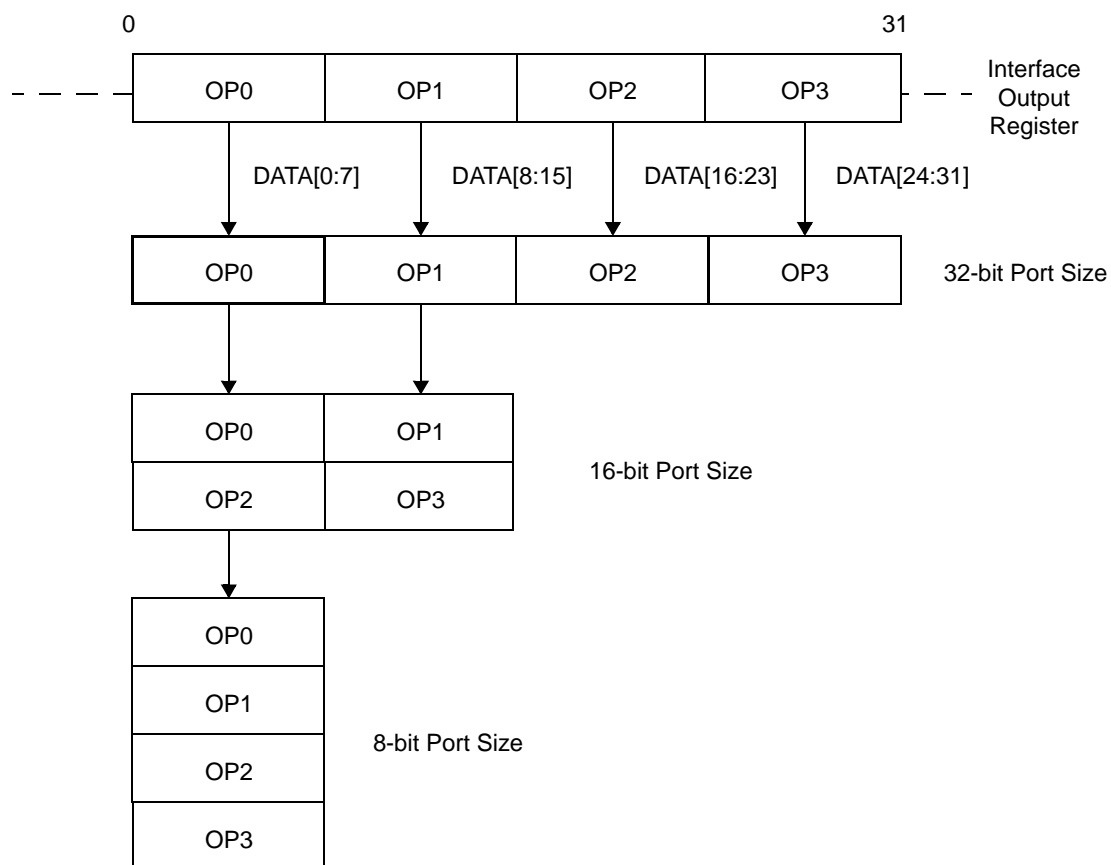 0 31
OP0 OP1 OP2 OP3
Interface
Output
Register
DATA[0:7] DATA[8:15] DATA[16:23] DATA[24:31]
OP0 OP1 OP2 OP3 32-bit Port Size
OP0 OP1
16-bit Port Size
OP2 OP3
OP0
OP1
8-bit Port Size
OP2
OP3